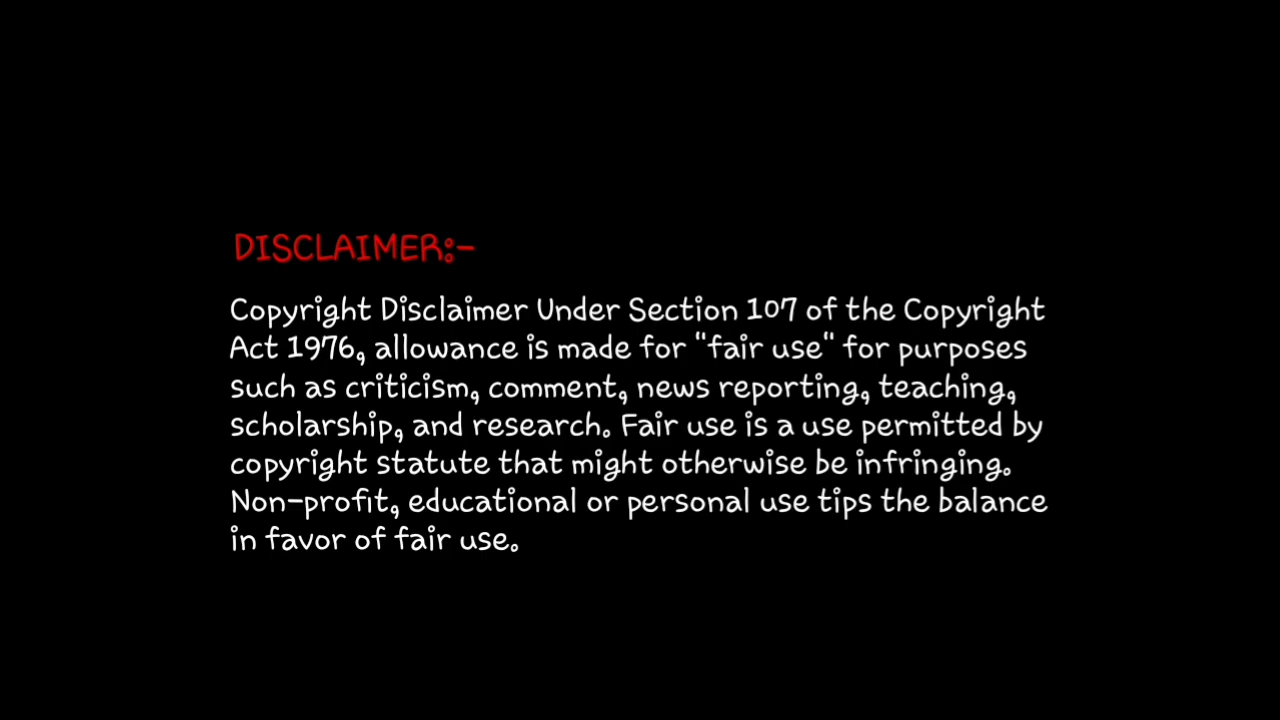 DISCLAIMER:-
Copyright Disclaimer Under Section 107 of the Copyright
Act 1976, allowance is made for "fair use" for purposes
such as criticism, comment, news reporting, teaching,
scholarship, and research. Fair use is a use permitted by
copyright statute that might otherwise be infringing.
Non-profit, educational or personal use tips the balance
in favor of fair use.